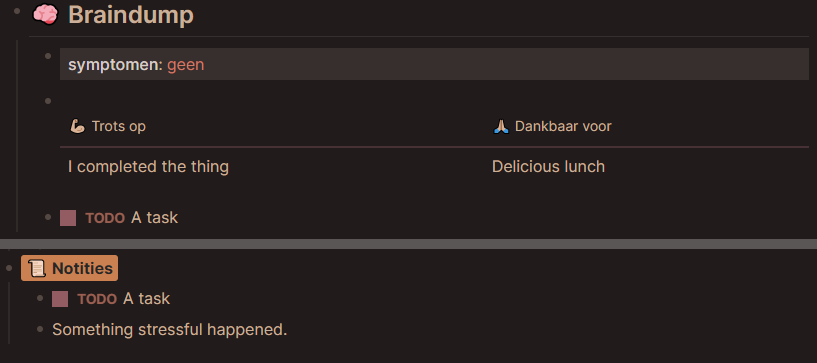 🧠 Braindump
symptomen: geen
💪 Trots op 🙏 Dankbaar voor
I completed the thing Delicious lunch
TODO A task
📜 Notities
TODO A task
Something stressful happened.